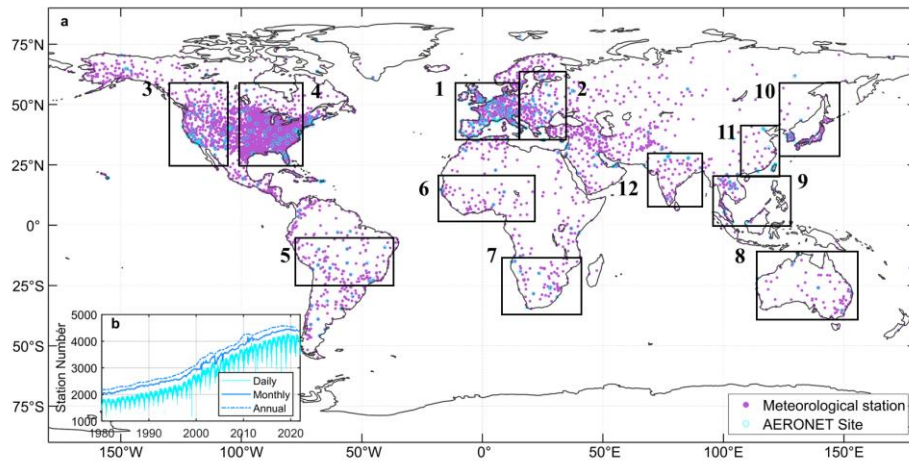 a
75°N
50°N
25°N
0°
25°S
50°S
75°S
3
4
1
2
10
11
12
9
6
5
7
8
b
5000
4000
3000
2000
1000
Station Number
Daily
Monthly
Annual
1980 1990 2000 2010 2020
Meteorological station
AERONET Site
150°W 100°W 50°W 0° 50°E 100°E 150°E